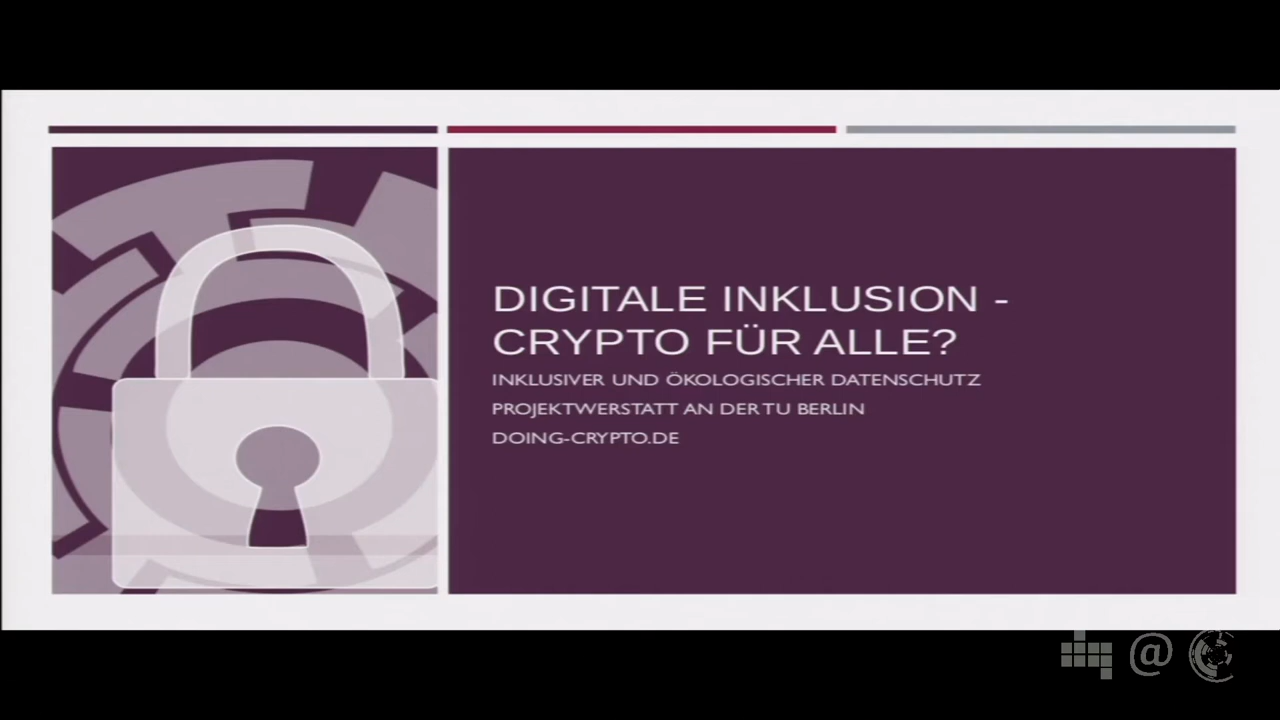 DIGITALE INKLUSION -
CRYPTO FÜR ALLE?
INKLUSIVER UND ÖKOLOGISCHER DATENSCHUTZ
PROJEKTWERSTATT AN DER TU BERLIN
DOING-CRYPTO.DE
@